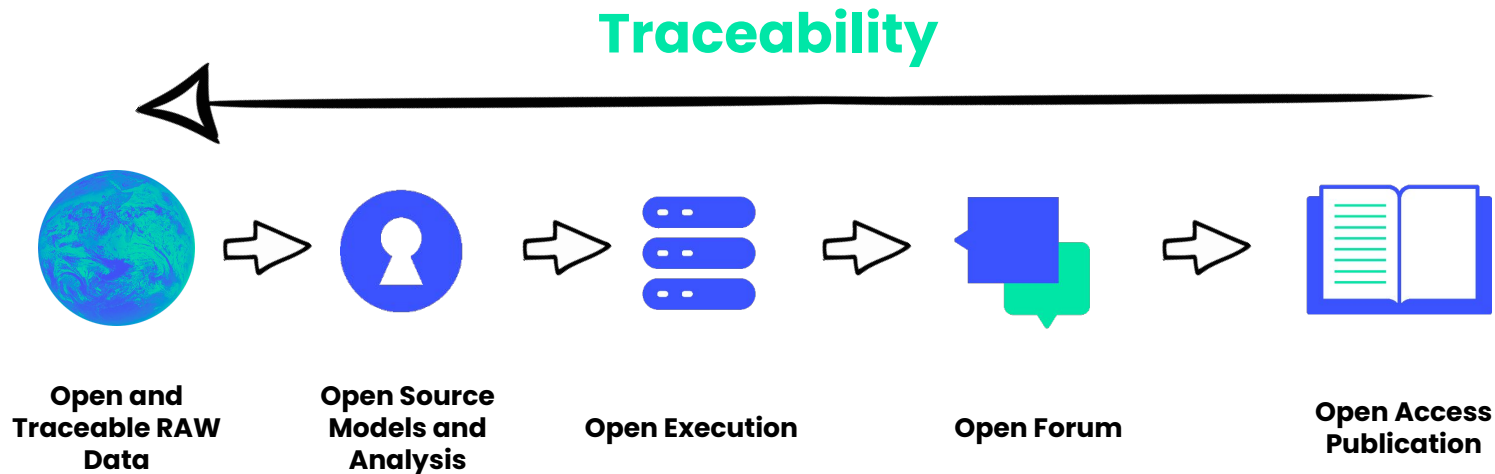 Traceability
Open and
Traceable RAW
Data
Open Source
Models and
Analysis
Open Execution
Open Forum
Open Access
Publication